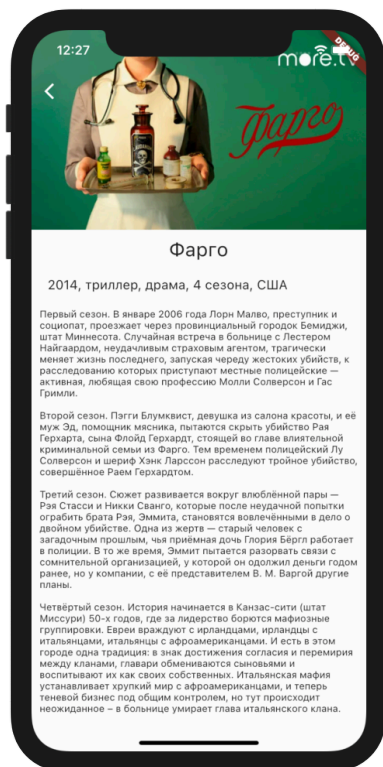 12:27
DEBUG
more.tv
Фарго
Фарго
2014, триллер, драма, 4 сезона, США
Первый сезон. В январе 2006 года Лорн Малво, преступник и
социопат, проезжает через провинциальный городок Бемиджи,
штат Миннесота. Случайная встреча в больнице с Лестером
Найгаардом, неудачливым страховым агентом, трагически
меняет жизнь последнего, запуская череду жестоких убийств, к
расследованию которых приступают местные полицейские —
активная, любящая свою профессию Молли Солверсон и Гас
Гримли.
Второй сезон. Пэгги Блумквист, девушка из салона красоты, и её
муж Эд, помощник мясника, пытаются скрыть убийство Рая
Герхарта, сына Флойд Герхардт, стоящей во главе влиятельной
криминальной семьи из Фарго. Тем временем полицейский Лу
Солверсон и шериф Хэнк Ларссон расследуют тройное убийство,
совершённое Раем Герхардтом.
Третий сезон. Сюжет развивается вокруг влюблённой пары —
Рэя Стасси и Никки Сванго, которые после неудачной попытки
ограбить брата Рэя, Эммита, становятся вовлечёнными в дело о
двойном убийстве. Одна из жертв — старый человек с
загадочным прошлым, чья приёмная дочь Глория Бёргл работает
в полиции. В то же время, Эммит пытается разорвать связи с
сомнительной организацией, у которой он одолжил деньги годом
ранее, но у компании, с её представителем В. М. Варгой другие
планы.
Четвёртый сезон. История начинается в Канзас-сити (штат
Миссури) 50-х годов, где за лидерство борются мафиозные
группировки. Евреи враждуют с ирландцами, ирландцы с
итальянцами, итальянцы с афроамериканцами. И есть в этом
городе одна традиция: в знак достижения согласия и перемирия
между кланами, главари обмениваются сыновьями и
воспитывают их как своих собственных. Итальянская мафия
устанавливает хрупкий мир с афроамериканцами, и теперь
теневой бизнес под общим контролем, но тут происходит
неожиданное – в больнице умирает глава итальянского клана.